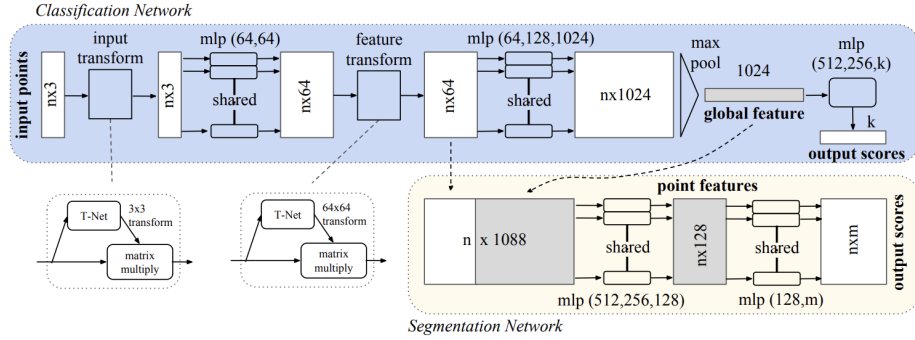 Classification Network
input points
nx3
input
transform
nx3
mlp (64,64)
shared
nx64
feature
transform
nx64
mlp (64,128,1024)
shared
nx1024
max
pool
1024
global feature
mlp
(512,256,k)
k
output scores
T-Net
3x3
transform
matrix
multiply
T-Net
64x64
transform
matrix
multiply
point features
n x 1088
shared
mlp (512,256,128)
nx128
shared
mlp (128,m)
nxm
output scores
Segmentation Network